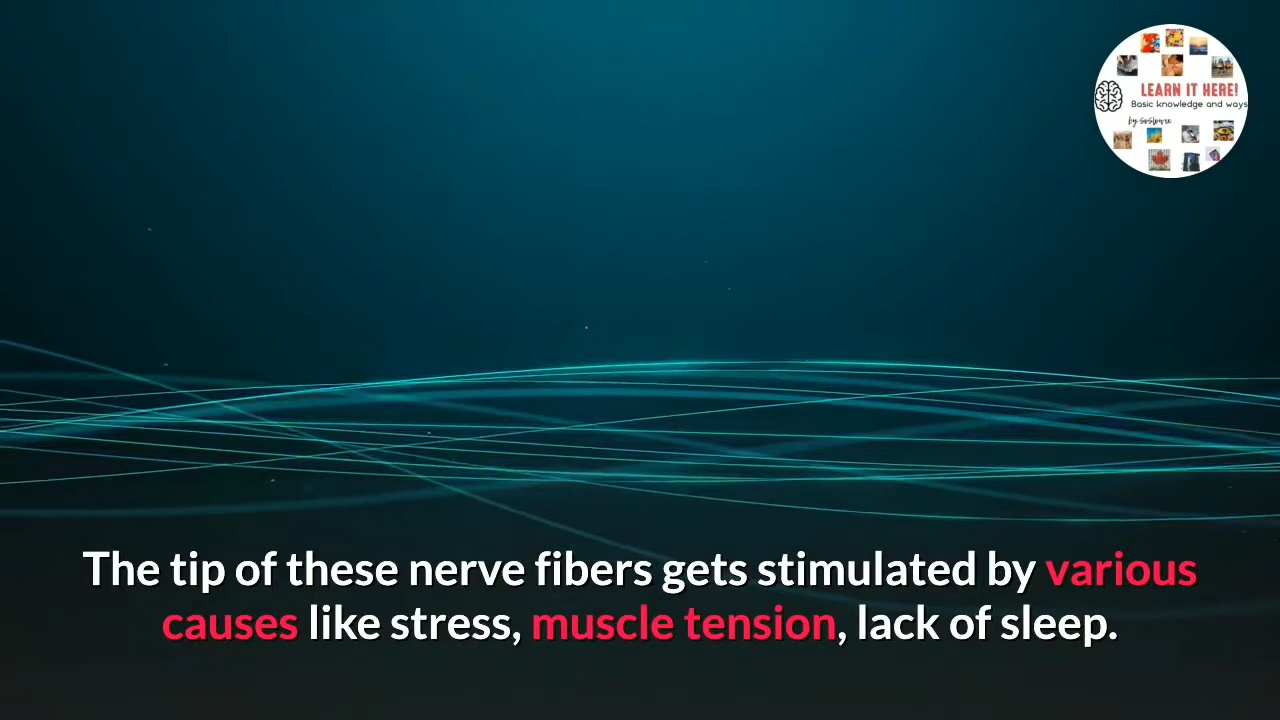 LEARN IT HERE!
Basic knowledge and ways
The tip of these nerve fibers gets stimulated by various
causes like stress, muscle tension, lack of sleep.